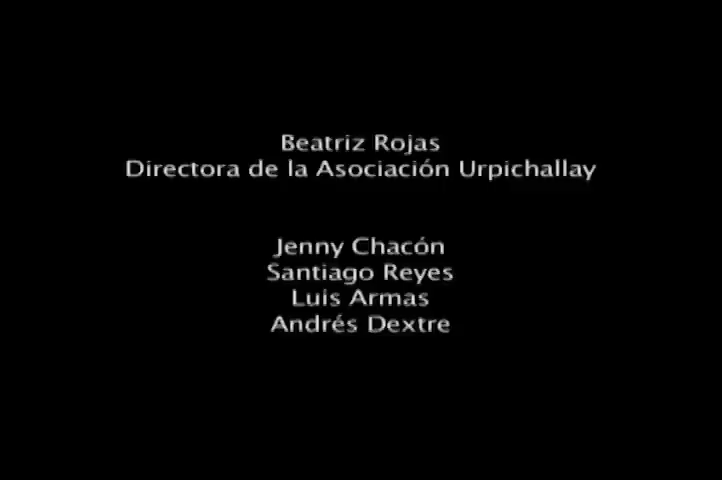 Beatriz Rojas
Directora de la Asociación Urpichallay
Jenny Chacón
Santiago Reyes
Luis Armas
Andrés Dextre